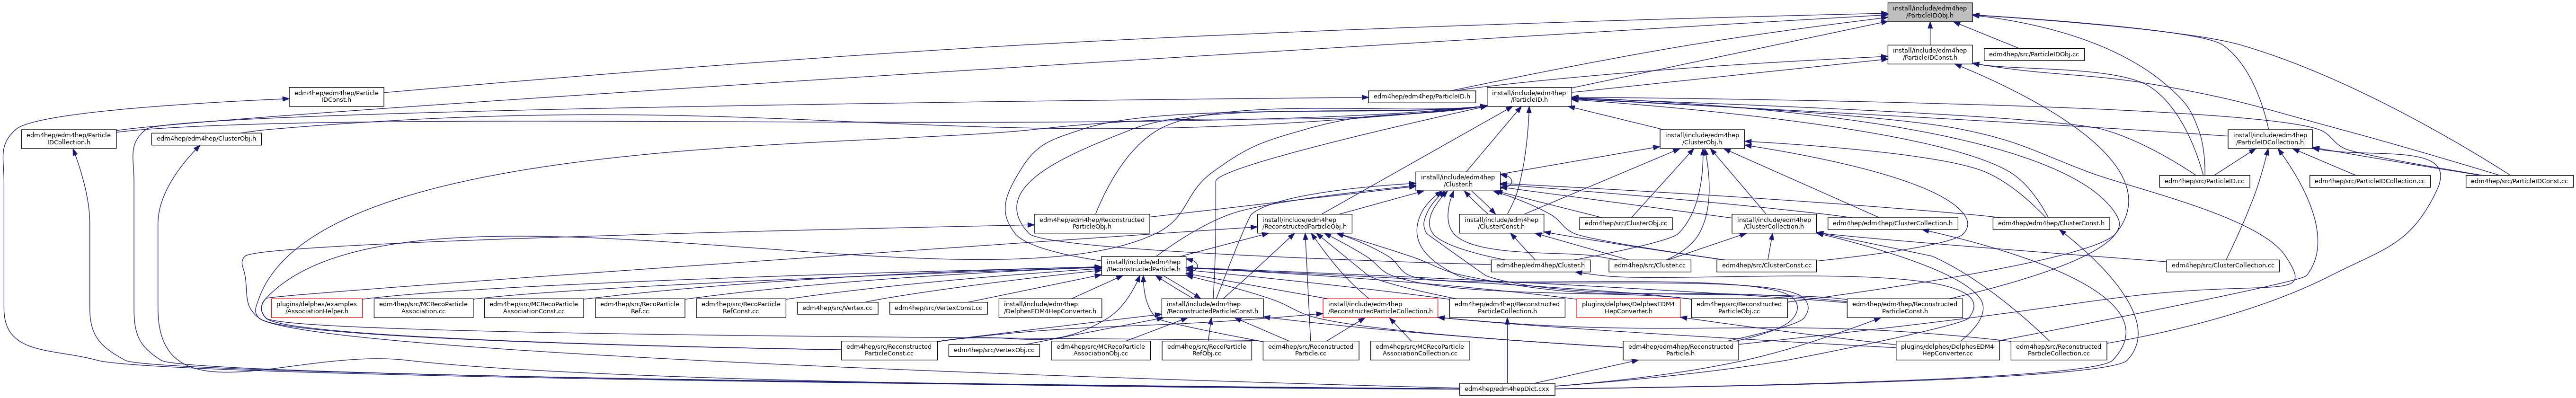 install/include/edm4hep
/ParticleIDObj.h
install/include/edm4hep
/ParticleIDConst.h
edm4hep/src/ParticleIDObj.cc
edm4hep/edm4hep/Particle
IDConst.h
edm4hep/edm4hep/ParticleID.h
install/include/edm4hep
/ParticleID.h
edm4hep/edm4hep/Particle
IDCollection.h
edm4hep/edm4hep/ClusterObj.h
install/include/edm4hep
/ClusterObj.h
install/include/edm4hep
/ParticleIDCollection.h
install/include/edm4hep
/Cluster.h
edm4hep/src/ParticleID.cc
edm4hep/src/ParticleIDCollection.cc
edm4hep/src/ParticleIDConst.cc
edm4hep/edm4hep/Reconstructed
ParticleObj.h
install/include/edm4hep
/ReconstructedParticleObj.h
install/include/edm4hep
/ClusterConst.h
edm4hep/src/ClusterObj.cc
install/include/edm4hep
/ClusterCollection.h
edm4hep/edm4hep/ClusterCollection.h
edm4hep/edm4hep/ClusterConst.h
install/include/edm4hep
/ReconstructedParticle.h
edm4hep/edm4hep/Cluster.h
edm4hep/src/Cluster.cc
edm4hep/src/ClusterConst.cc
edm4hep/src/ClusterCollection.cc
plugins/delphes/examples
/AssociationHelper.h
edm4hep/src/MCRecoParticle
Association.cc
edm4hep/src/MCRecoParticle
AssociationConst.cc
edm4hep/src/RecoParticle
Ref.cc
edm4hep/src/RecoParticle
RefConst.cc
edm4hep/src/Vertex.cc
edm4hep/src/VertexConst.cc
install/include/edm4hep
/DelphesEDM4HepConverter.h
install/include/edm4hep
/ReconstructedParticleConst.h
install/include/edm4hep
/ReconstructedParticleCollection.h
edm4hep/edm4hep/Reconstructed
ParticleCollection.h
plugins/delphes/DelphesEDM4
HepConverter.h
edm4hep/src/Reconstructed
ParticleObj.cc
edm4hep/edm4hep/Reconstructed
ParticleConst.h
edm4hep/src/Reconstructed
ParticleConst.cc
edm4hep/src/VertexObj.cc
edm4hep/src/MCRecoParticle
AssociationObj.cc
edm4hep/src/RecoParticle
RefObj.cc
edm4hep/src/Reconstructed
Particle.cc
edm4hep/src/MCRecoParticle
AssociationCollection.cc
edm4hep/edm4hep/Reconstructed
Particle.h
plugins/delphes/DelphesEDM4
HepConverter.cc
edm4hep/src/Reconstructed
ParticleCollection.cc
edm4hep/edm4hepDict.cxx